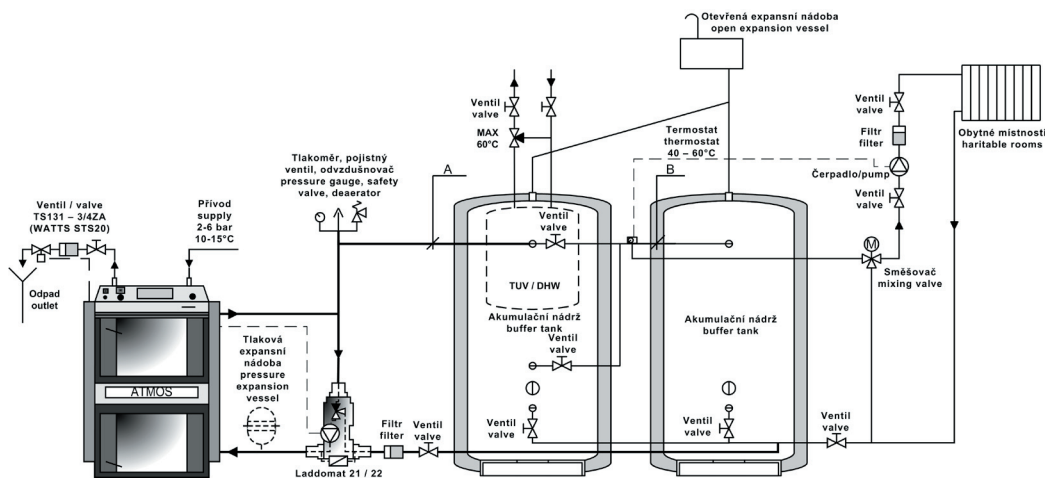 Otevřená expansní nádoba
open expansion vessel
Ventil
valve
MAX
60°C
Termostat
thermostat
40 – 60°C
Ventil
valve
Filtr
filter
Čerpadlo/pump
Ventil
valve
Obytné místnosti
haritable rooms
Tlakoměr, pojistný
ventil, odvzdušnovač
pressure gauge, safety
valve, deaerator
A
B
Ventil / valve
TS131 – 3/4ZA
(WATTS STS20)
Přívod
supply
2-6 bar
10-15°C
Odpad
outlet
Ventil
valve
M
Směšovač
mixing valve
TUV / DHW
Akumulační nádrž
buffer tank
Akumulační nádrž
buffer tank
Ventil
valve
Tlaková
expansní
nádoba
pressure
expansion
vessel
ATMOS
Filtr
filter
Ventil
valve
Ventil
valve
Ventil
valve
Ventil
valve
Laddomat 21 / 22